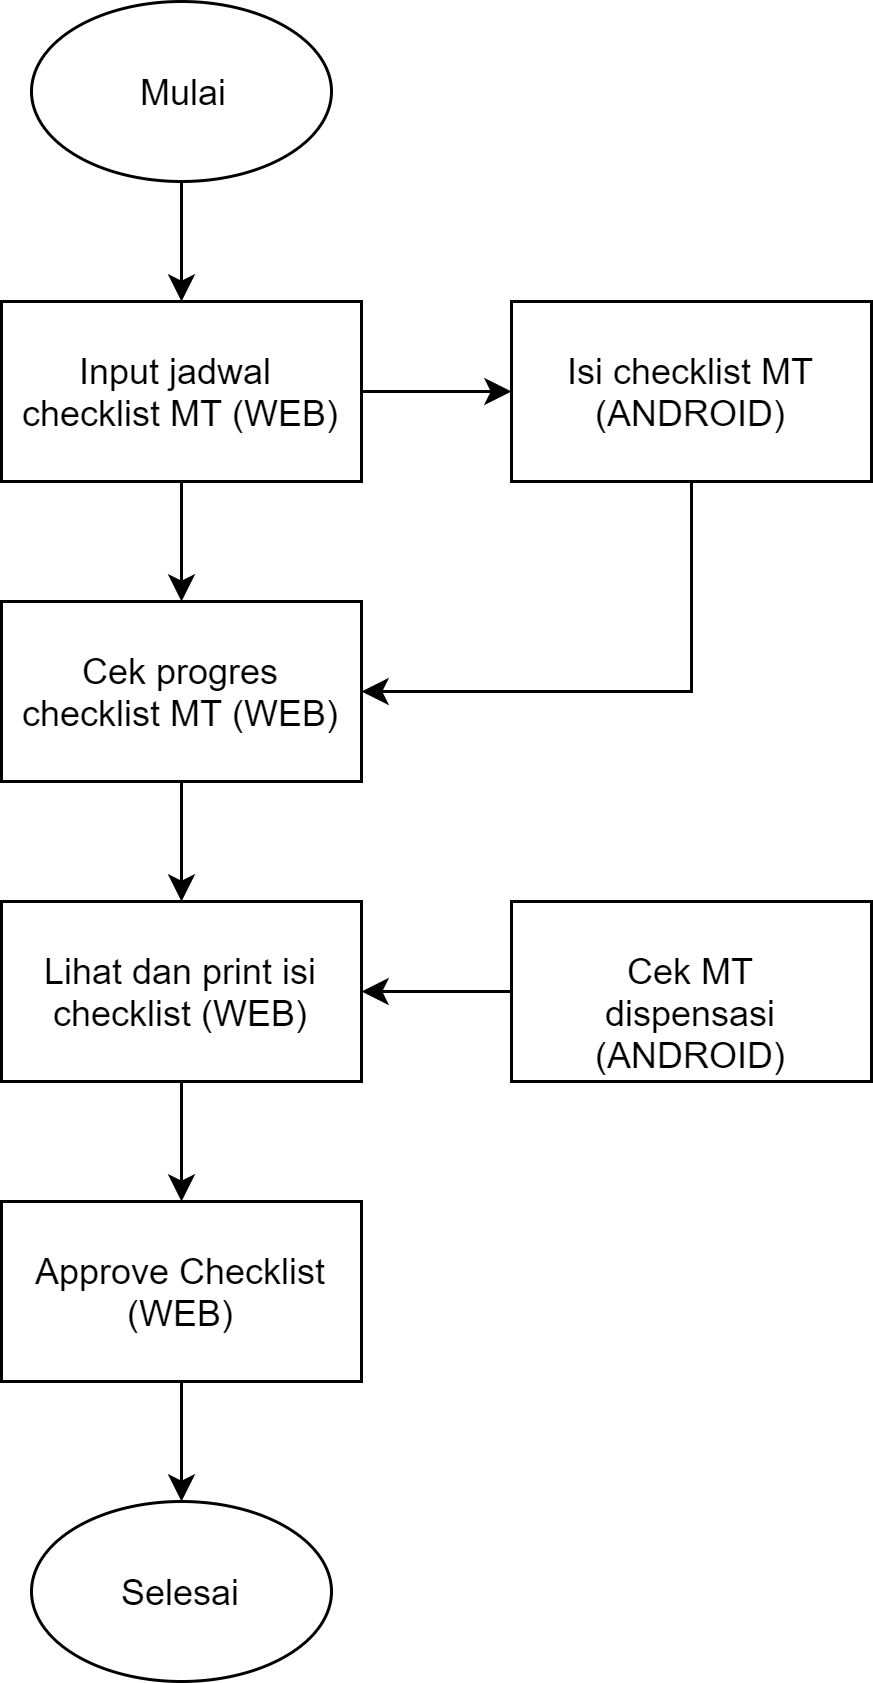 Mulai
Input jadwal
checklist MT (WEB)
Isi checklist MT
(ANDROID)
Cek progres
checklist MT (WEB)
Lihat dan print isi
checklist (WEB)
Cek MT
dispensasi
(ANDROID)
Approve Checklist
(WEB)
Selesai